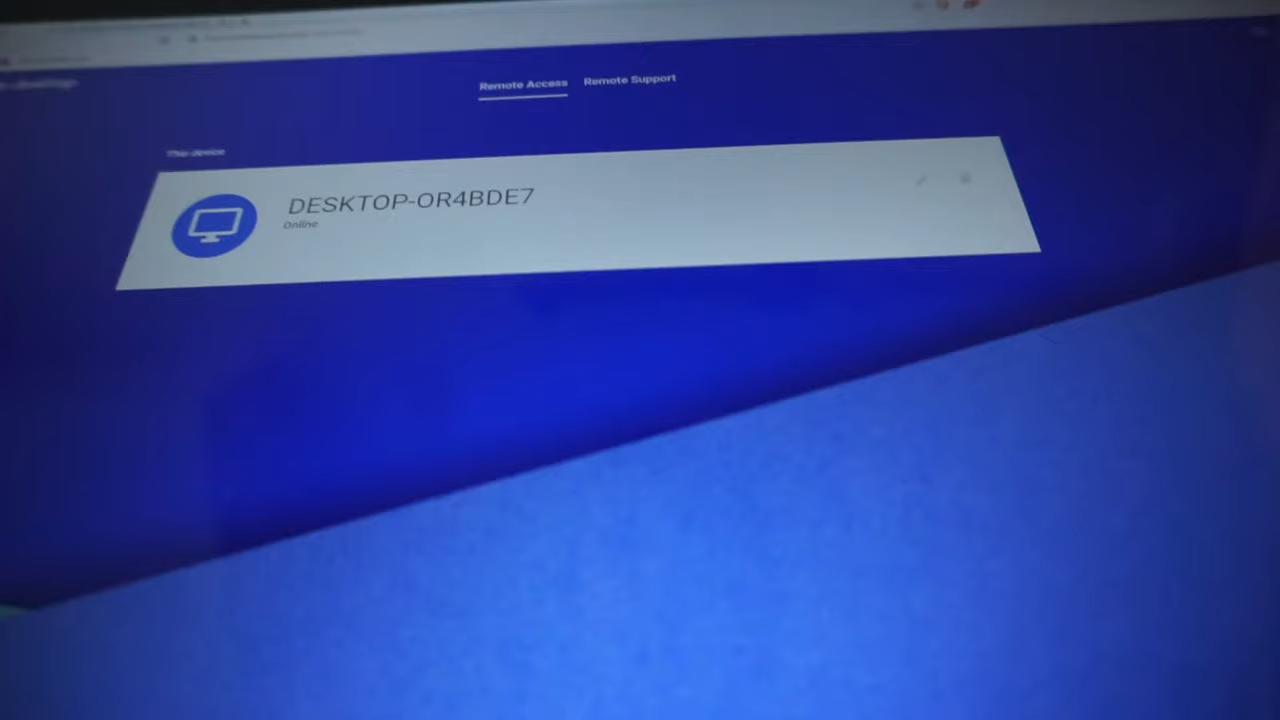 Remote Access Remote Support
This device
DESKTOP-OR4BDE7
Online